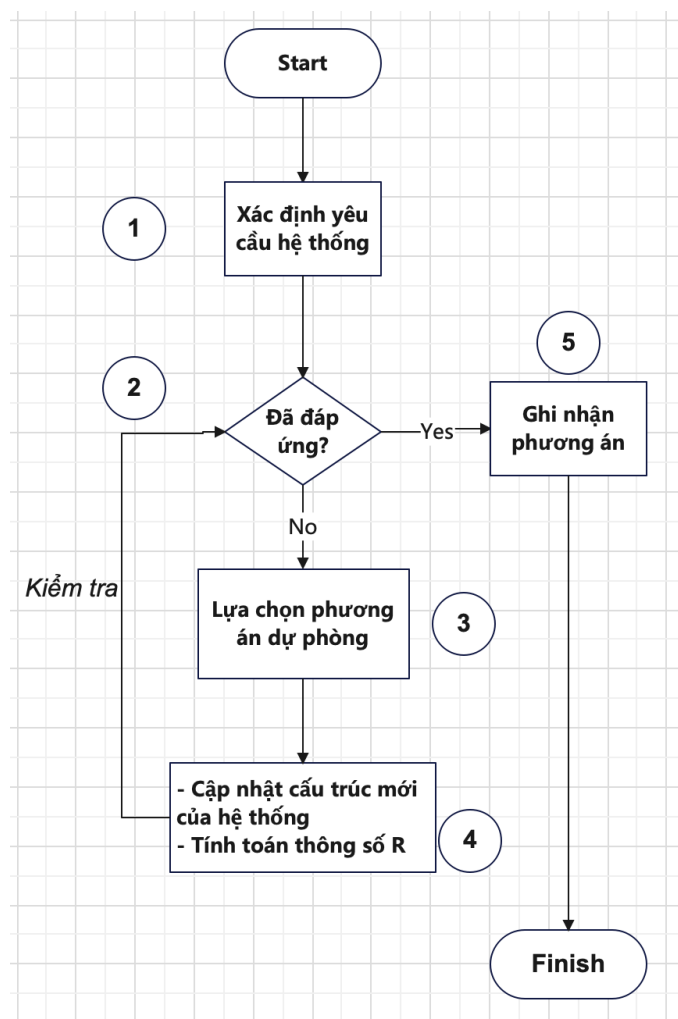 Start
1
Xác định yêu
cầu hệ thống
2
Đã đáp
ứng?
Yes
5
Ghi nhận
phương án
No
Kiểm tra
Lựa chọn phương
án dự phòng
3
- Cập nhật cấu trúc mới
của hệ thống
- Tính toán thông số R
4
Finish